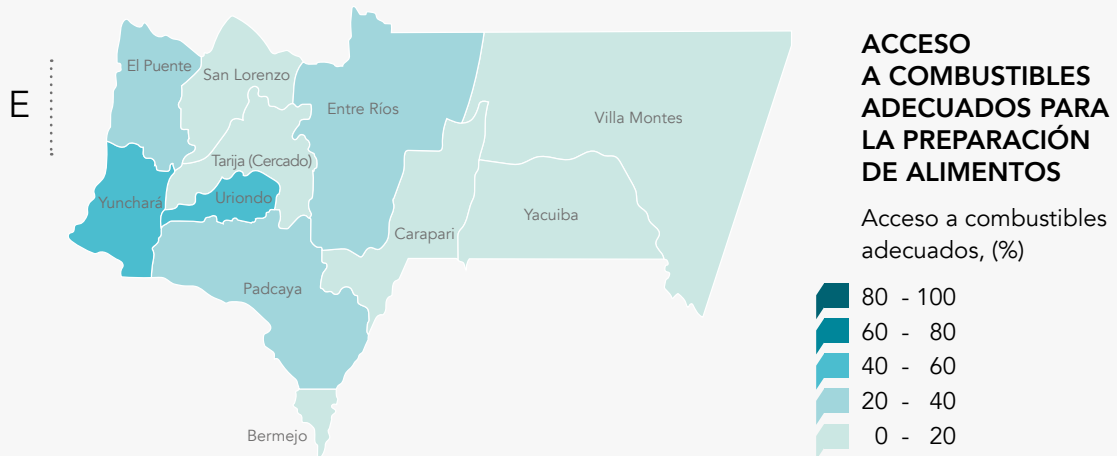 E
El Puente
San Lorenzo
Entre Ríos
Villa Montes
Tarija (Cercado)
Yunchará
Uriondo
Yacuiba
Carapari
Padcaya
Bermejo
ACCESO
A COMBUSTIBLES
ADECUADOS PARA
LA PREPARACIÓN
DE ALIMENTOS
Acceso a combustibles
adecuados, (%)
80 - 100
60 - 80
40 - 60
20 - 40
0 - 20